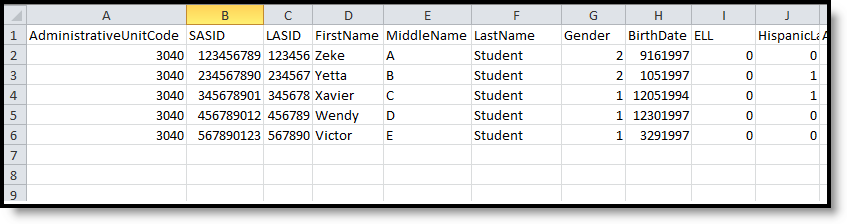 A B C D E F G H I J
1 AdministrativeUnitCode SASID LASID FirstName MiddleName LastName Gender BirthDate ELL HispanicLa
2 3040 123456789 123456 Zeke A Student 2 9161997 0 0
3 3040 234567890 234567 Yetta B Student 2 1051997 0 1
4 3040 345678901 345678 Xavier C Student 1 12051994 0 1
5 3040 456789012 456789 Wendy D Student 1 12301997 0 0
6 3040 567890123 567890 Victor E Student 1 3291997 0 0
7
8
9